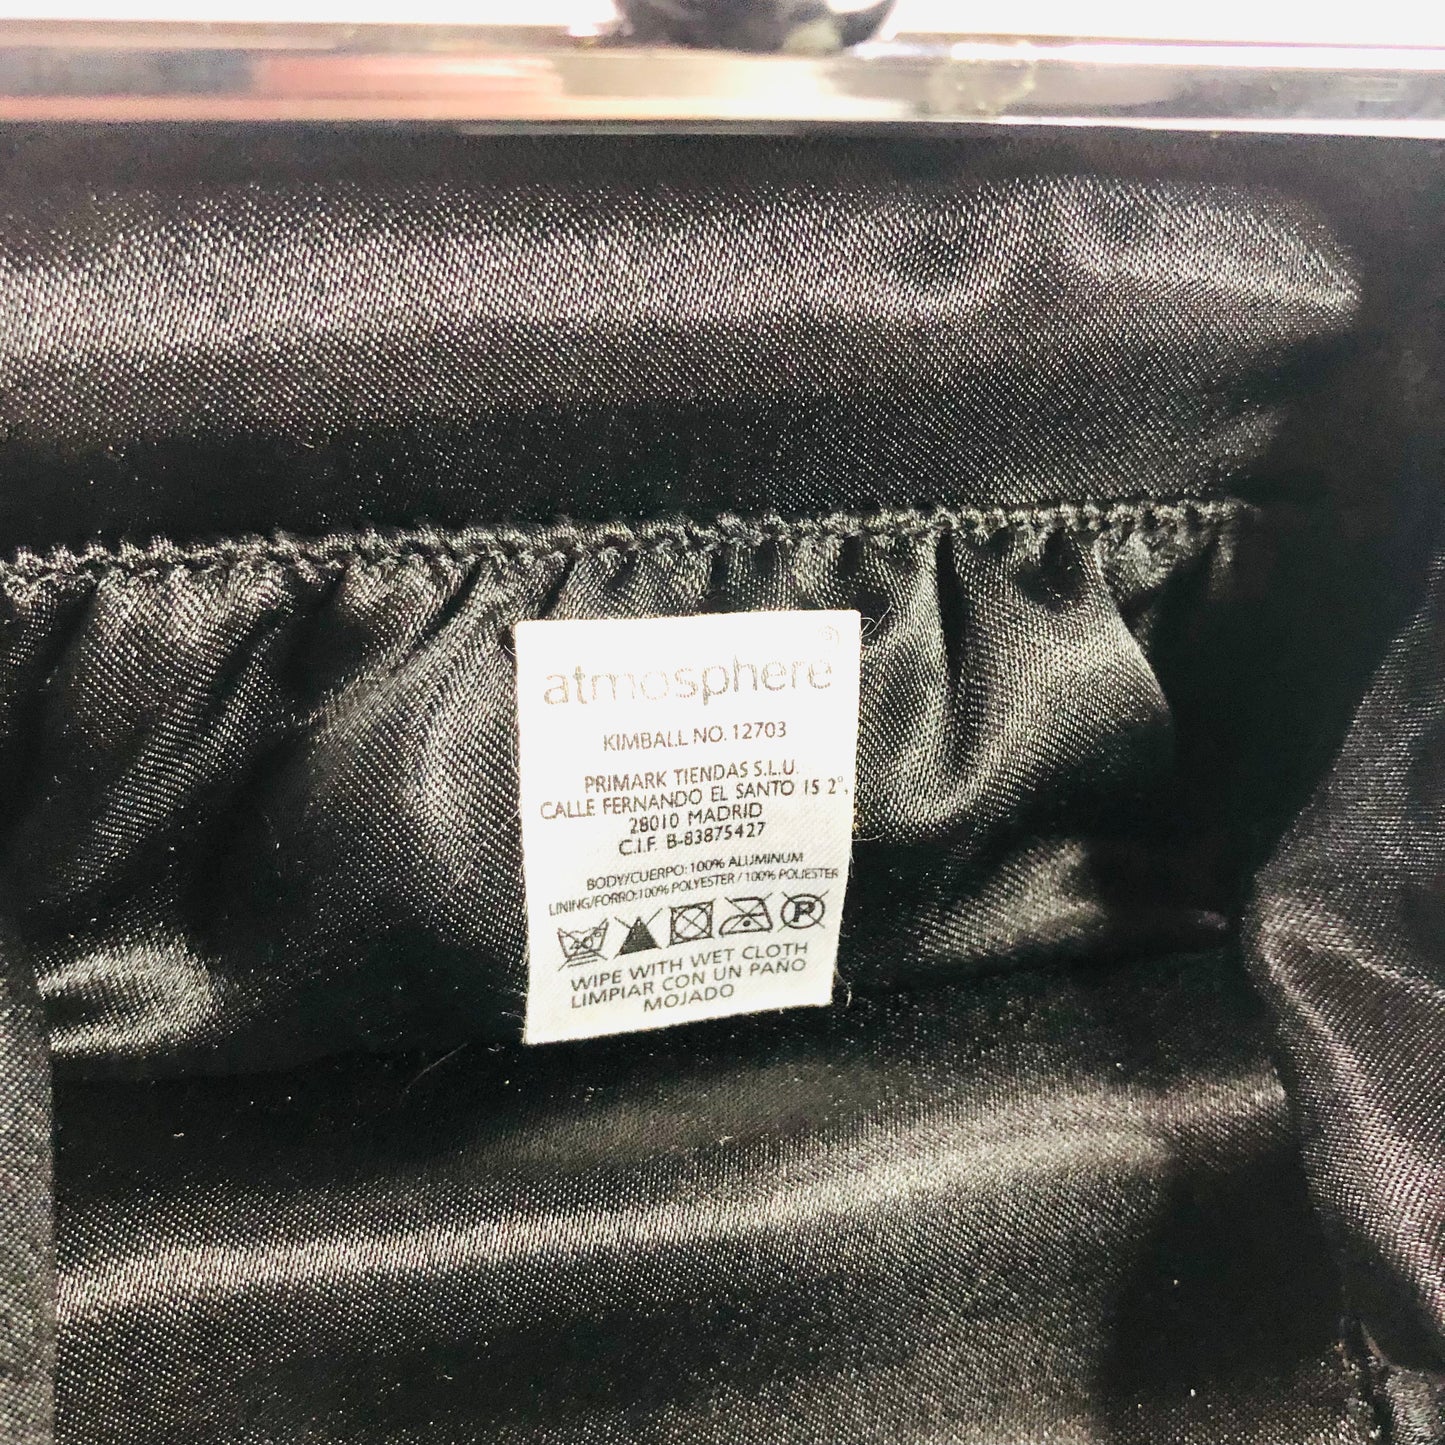 atmosphere®
KIMBALL NO. 12703
PRIMARK TIENDAS S.L.U.
CALLE FERNANDO EL SANTO 15 2°,
28010 MADRID
C.I.F. B-83875427
BODY/CUERPO: 100% ALUMINUM
LINING/FORRO:100% POLYESTER / 100% POLIESTER
P
WIPE WITH WET CLOTH
LIMPIAR CON UN PAÑO
MOJADO